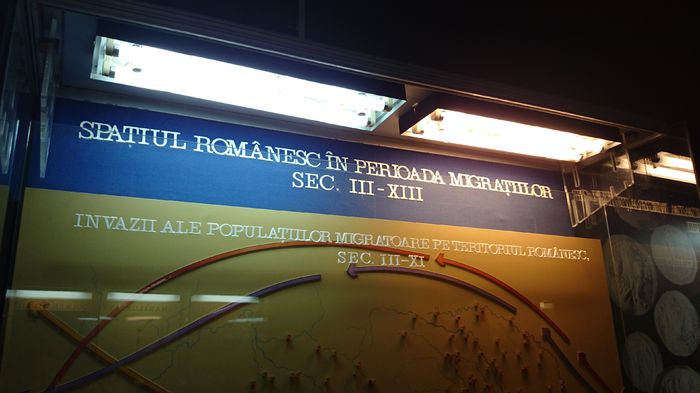 SPAȚIUL ROMÂNESC ÎN PERIOADA MIGRAȚIILOR
SEC. III-XIII
INVAZII ALE POPULAȚIILOR MIGRATOARE PE TERITORIUL ROMÂNESC,
SEC. III-XI